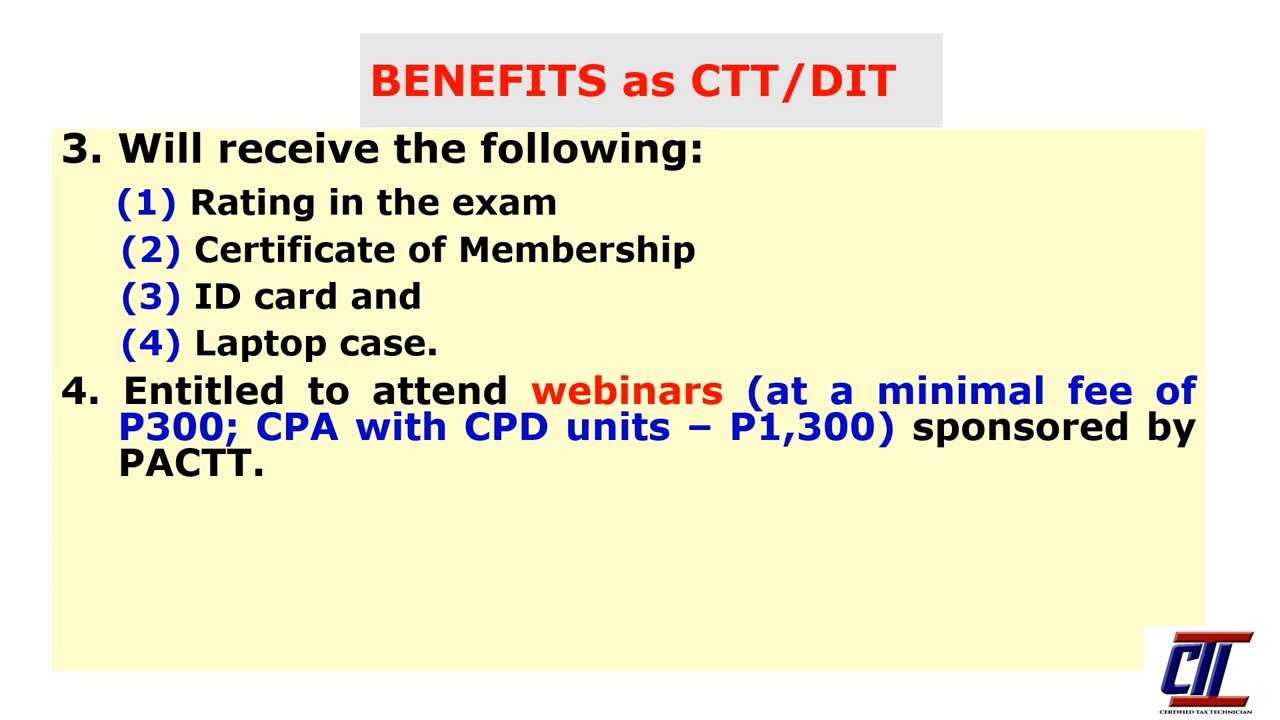 BENEFITS as CTT/DIT
3. Will receive the following:
(1) Rating in the exam
(2) Certificate of Membership
(3) ID card and
(4) Laptop case.
4. Entitled to attend webinars (at a minimal fee of
P300; CPA with CPD units – P1,300) sponsored by
PACTT.
CTT
CERTIFIED TAX TECHNICIAN